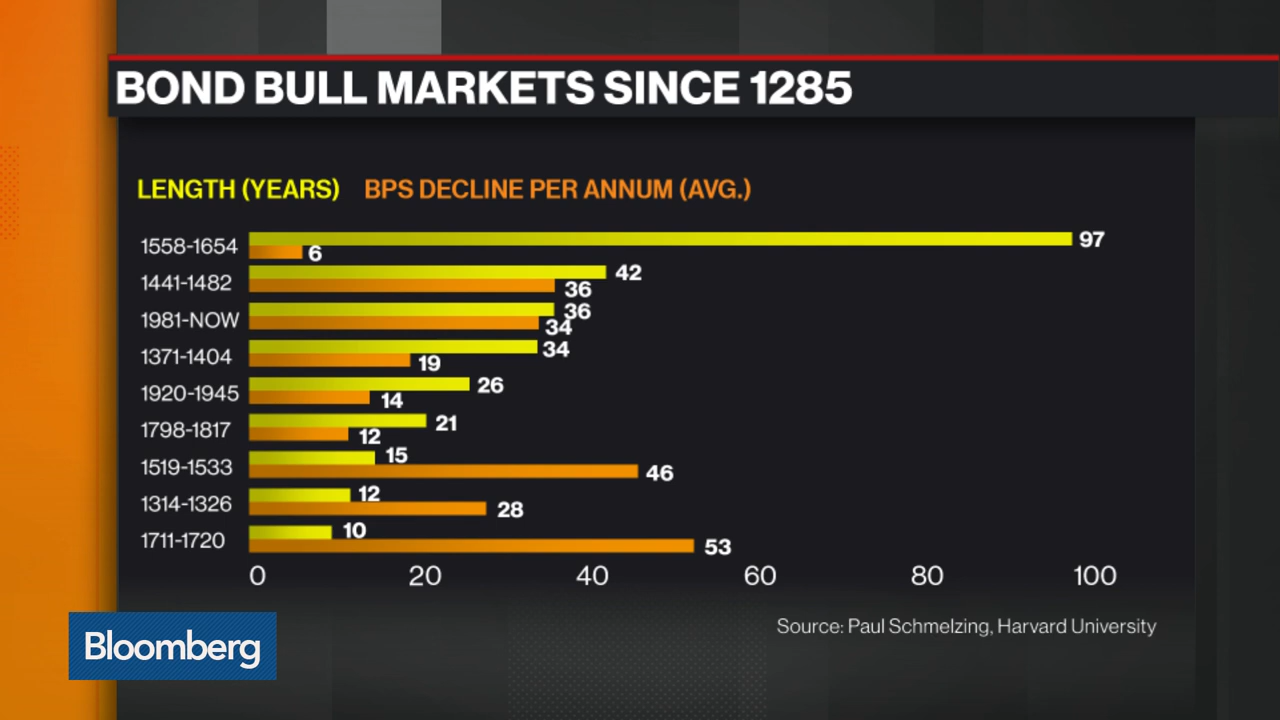 BOND BULL MARKETS SINCE 1285
LENGTH (YEARS) BPS DECLINE PER ANNUM (AVG.)
1558-1654 97
6
1441-1482 42
36
1981-NOW 36
34
1371-1404 34
19
1920-1945 26
14
1798-1817 21
12
1519-1533 15
46
1314-1326 12
28
1711-1720 10
53
0 20 40 60 80 100
Source: Paul Schmelzing, Harvard University
Bloomberg